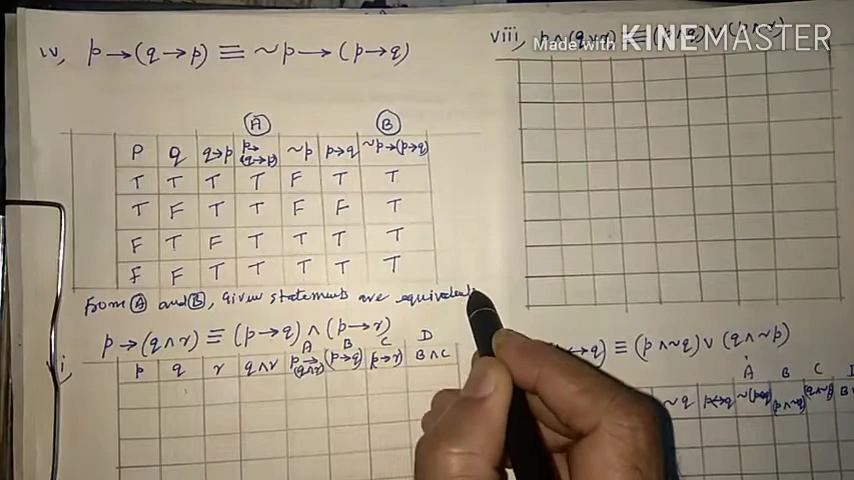 iv, p→(q→p) ≡ ~p→(p→q)
A B
P q q→p p→(q→p) ~p p→q ~p→(p→q)
T T T T F T T
T F T T F F T
F T F T T T T
F F T T T T T
from A and B, Given statements are equivalent
i, p→(q∧r) ≡ (p→q)∧(p→r)
A B C D
p q r q∧r p→(q∧r) (p→q) (p→r) B∧C
viii,
Made with KINEMASTER
≡ (p∧~q)∨(q∧~p)
A B C
~q p↔q ~(p↔q) (p∧~q) (q∧~p)